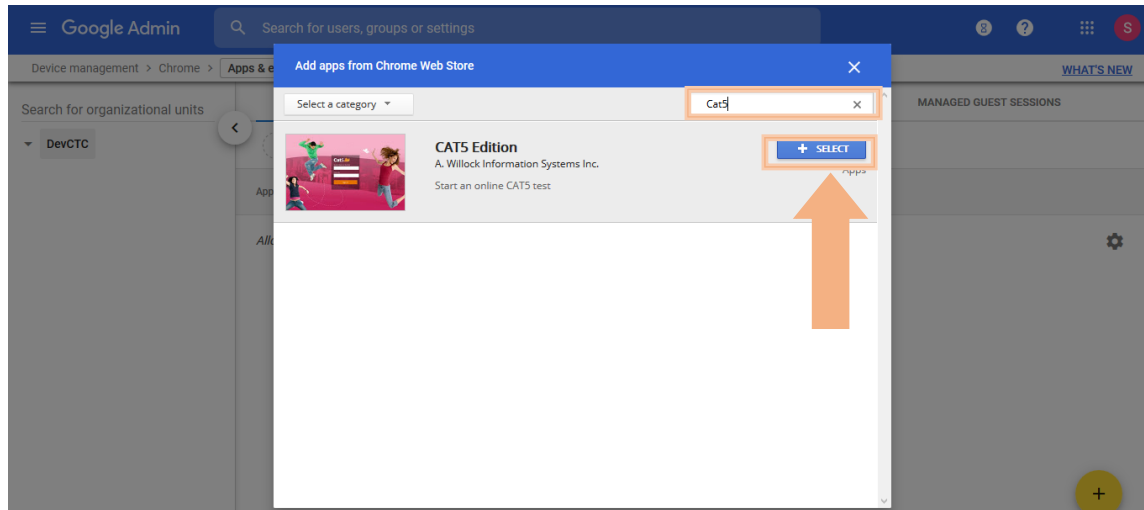 Google Admin
Search for users, groups or settings
8
?
S
Device management > Chrome > Apps & e
WHAT'S NEW
Add apps from Chrome Web Store
Search for organizational units
DevCTC
Select a category
Cat5
MANAGED GUEST SESSIONS
CAT5 Edition
A. Willock Information Systems Inc.
Start an online CAT5 test
+ SELECT
Apps
App
Allo
+